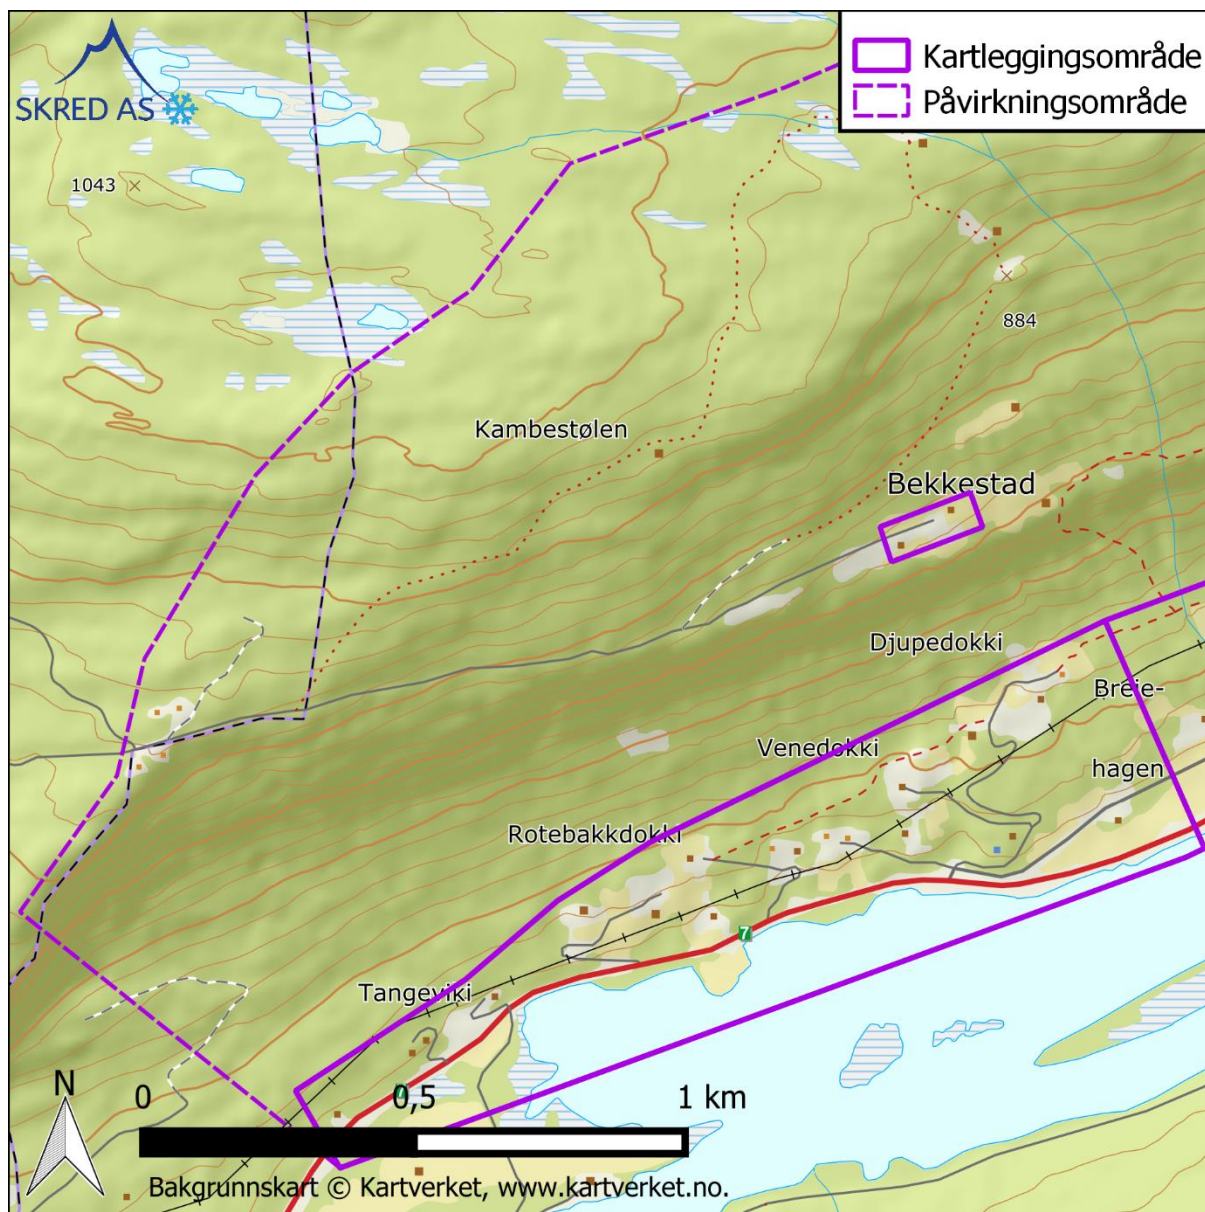 SKRED AS
Kartleggingsområde
Påvirkningsområde
1043
884
Kambestølen
Bekkestad
Djupedokki
Breie-
hagen
Venedokki
Rotebakkdokki
7
Tangeviki
7
N
0
0,5
1 km
Bakgrunnskart © Kartverket, www.kartverket.no.